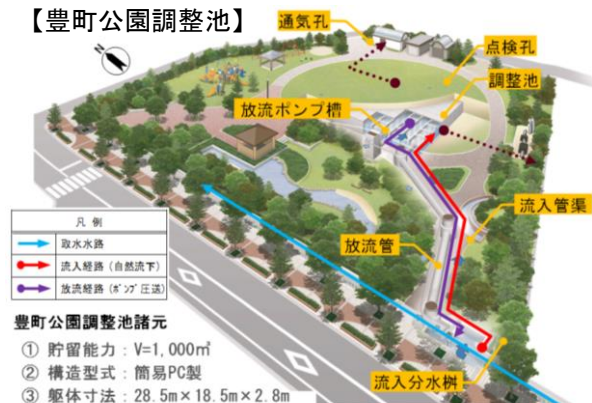 【豊町公園調整池】
通気孔
N
点検孔
調整池
放流ポンプ槽
流入管渠
放流管
流入分水桝
凡例
取水水路
流入経路（自然流下）
放流経路（ﾎﾟﾝﾌﾟ圧送）
豊町公園調整池諸元
① 貯留能力：V=1,000㎥
② 構造型式：簡易PC製
③ 躯体寸法：28.5m×18.5m×2.8m